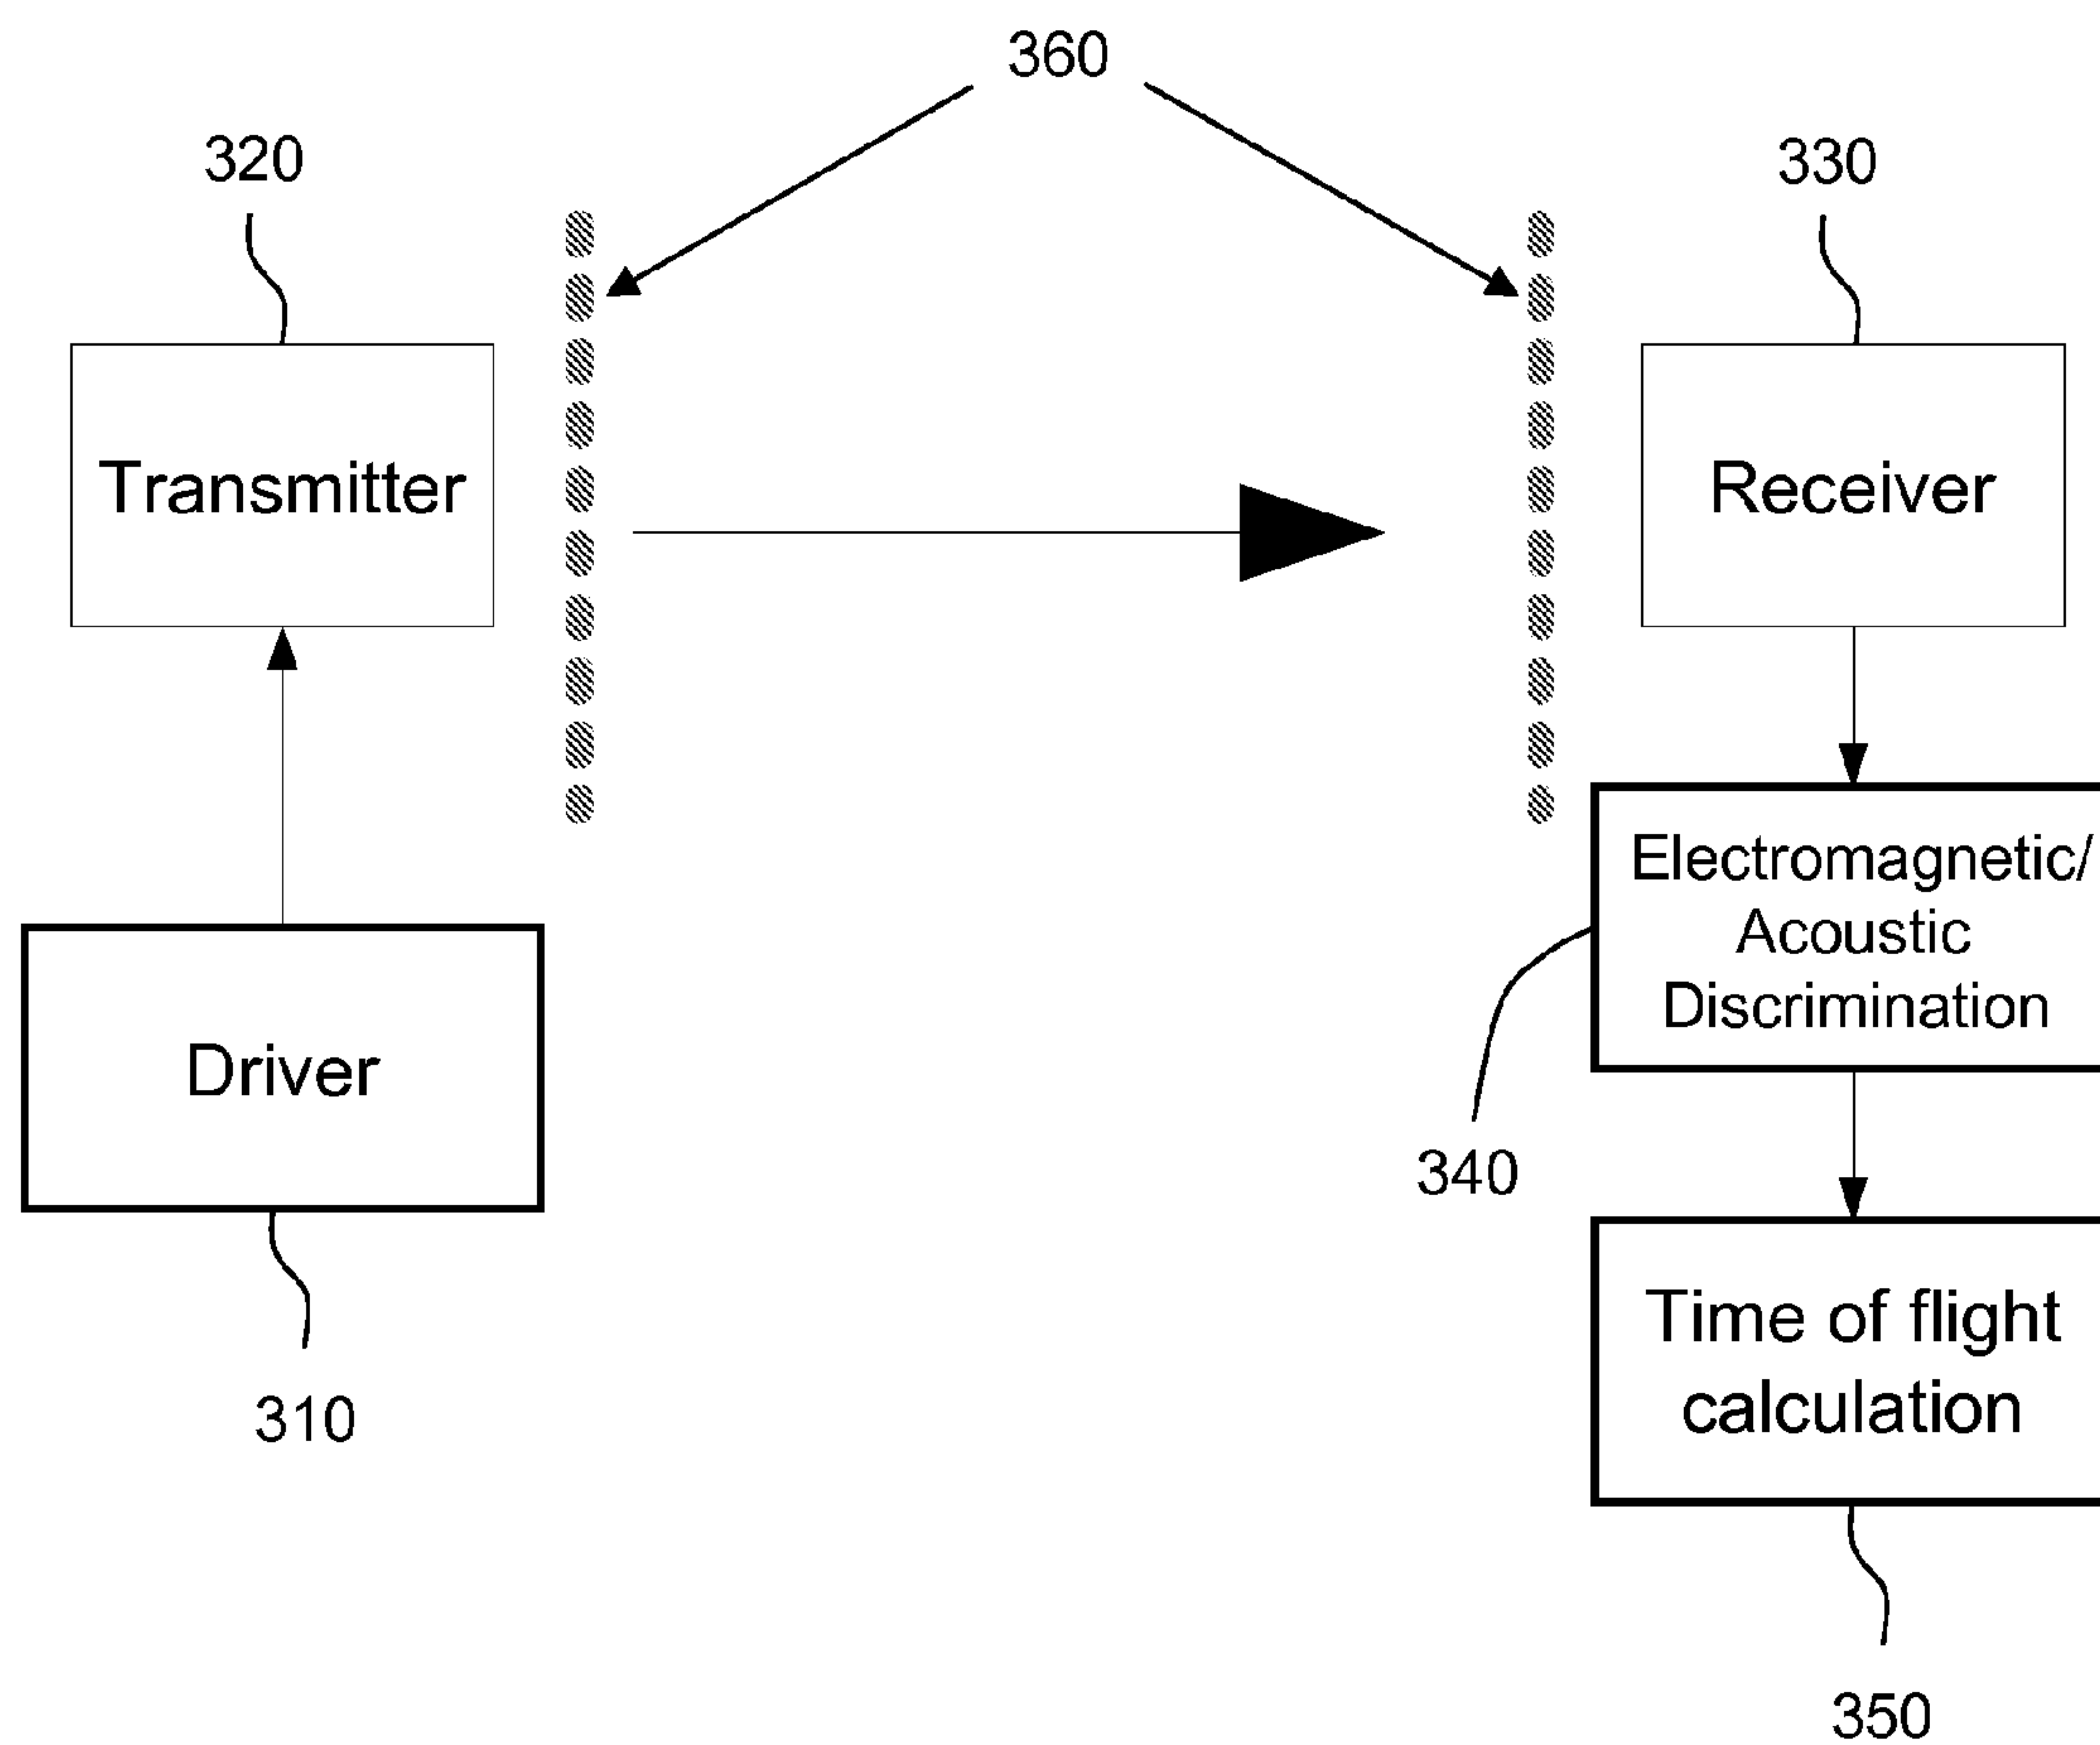 360
320
330
Transmitter
Receiver
Electromagnetic/
Acoustic
Discrimination
Driver
340
Time of flight
calculation
310
350